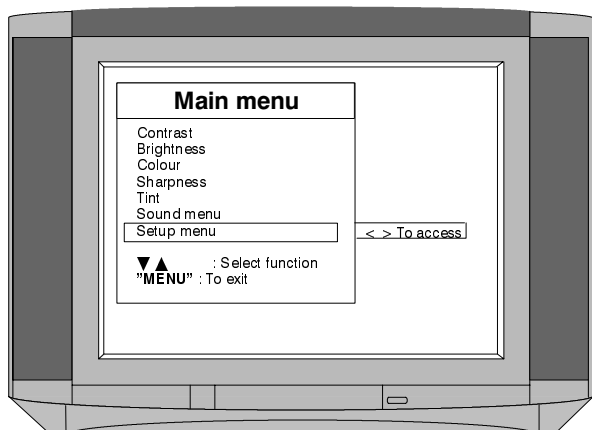 Main menu
Contrast
Brightness
Colour
Sharpness
Tint
Sound menu
Setup menu
< > To access
▼▲ : Select function
”MENU” : To exit